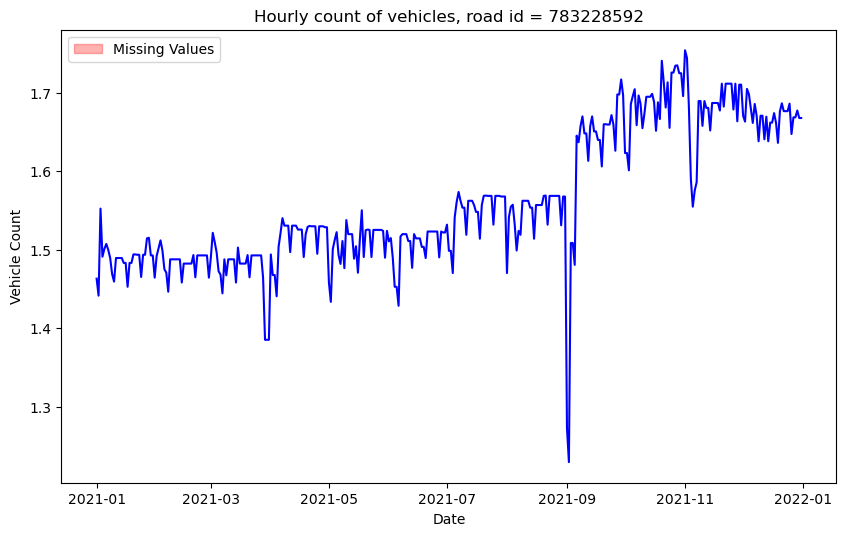 Hourly count of vehicles, road id = 783228592
Missing Values
Vehicle Count
1.7
1.6
1.5
1.4
1.3
2021-01 2021-03 2021-05 2021-07 2021-09 2021-11 2022-01
Date